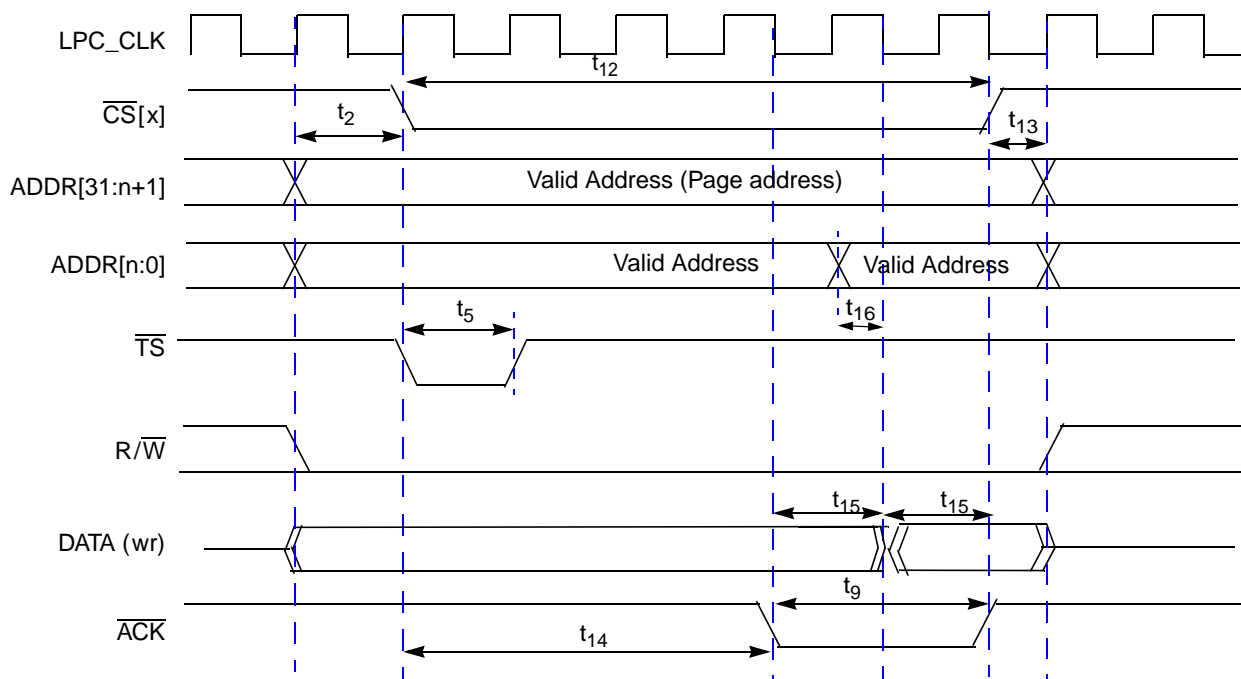 LPC_CLK
t12
CS[x]
t2
t13
ADDR[31:n+1]
Valid Address (Page address)
ADDR[n:0]
Valid Address
Valid Address
t5
t16
TS
R/W
t15
t15
DATA (wr)
t9
ACK
t14